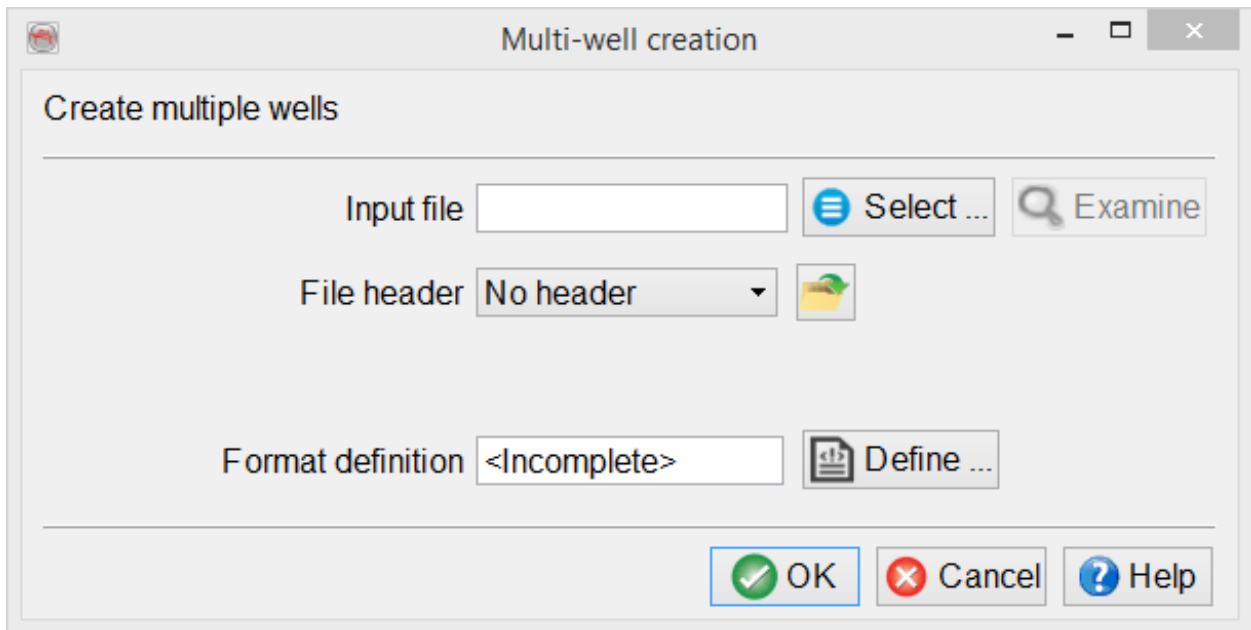 Multi-well creation
Create multiple wells
Input file Select ... Examine
File header No header
Format definition <Incomplete> Define ...
OK Cancel Help